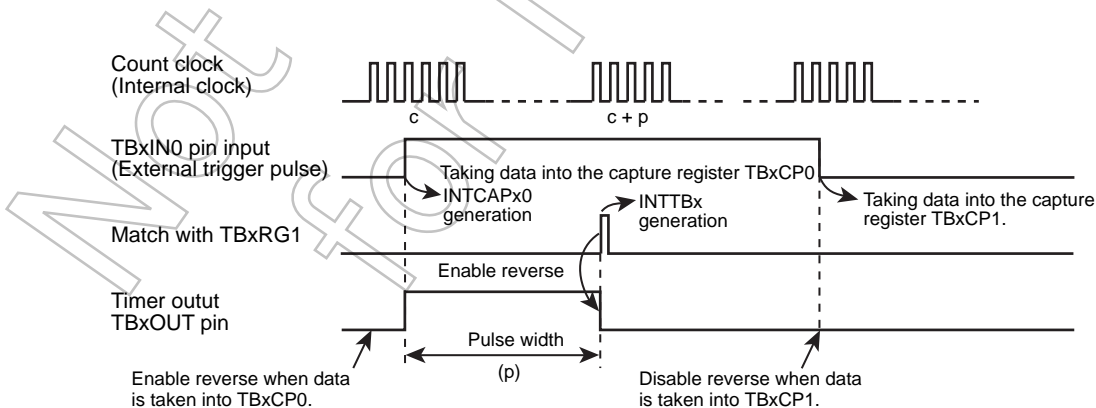 Count clock
(Internal clock)
c
c + p
TBxIN0 pin input
(External trigger pulse)
Taking data into the capture register TBxCP0
INTCAPx0
generation
INTTBx
generation
Taking data into the capture
register TBxCP1.
Match with TBxRG1
Enable reverse
Timer outut
TBxOUT pin
Pulse width
(p)
Enable reverse when data
is taken into TBxCP0.
Disable reverse when data
is taken into TBxCP1.
Not
for